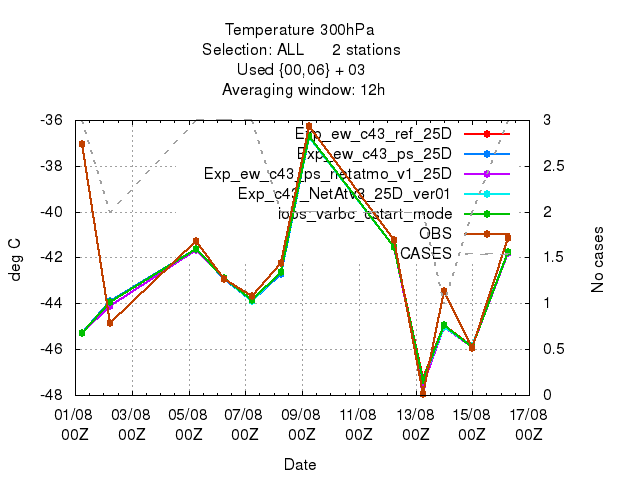 Temperature 300hPa
Selection: ALL 2 stations
Used {00,06} + 03
Averaging window: 12h
-36
-38
-40
-42
-44
-46
-48
deg C
3
2.5
2
1.5
1
0.5
0
No cases
Exp_ew_c43_ref_25D
Exp_ew_c43_ps_25D
Exp_ew_c43_ps_netatmo_v1_25D
Exp_c43_NetAtv3_25D_ver01
iops_varbc_cstart_mode
OBS
CASES
01/08 03/08 05/08 07/08 09/08 11/08 13/08 15/08 17/08
00Z 00Z 00Z 00Z 00Z 00Z 00Z 00Z 00Z
Date